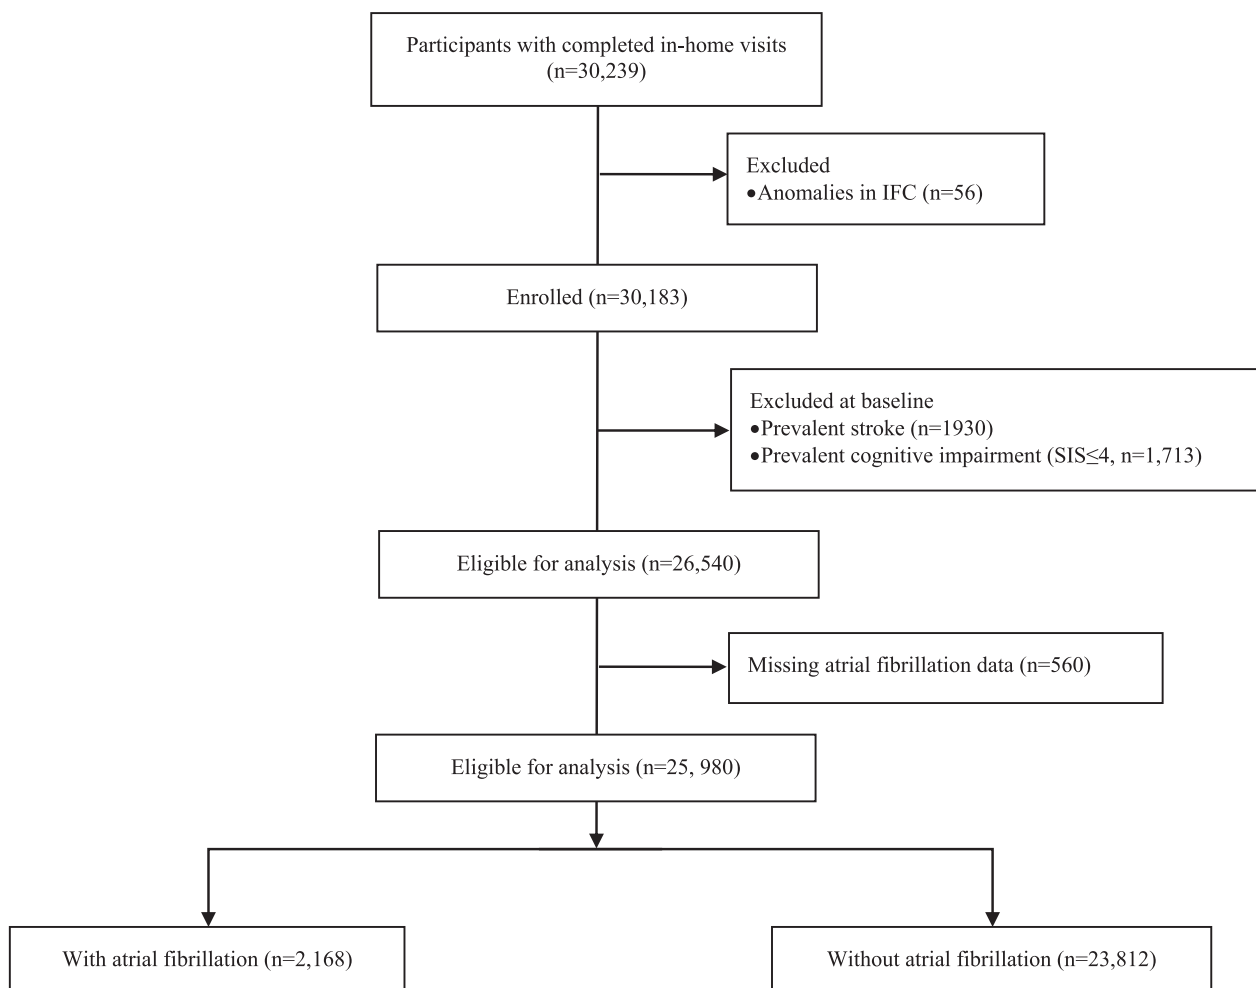 Participants with completed in-home visits
(n=30,239)
Excluded
•Anomalies in IFC (n=56)
Enrolled (n=30,183)
Excluded at baseline
•Prevalent stroke (n=1930)
•Prevalent cognitive impairment (SIS≤4, n=1,713)
Eligible for analysis (n=26,540)
Missing atrial fibrillation data (n=560)
Eligible for analysis (n=25, 980)
With atrial fibrillation (n=2,168)
Without atrial fibrillation (n=23,812)